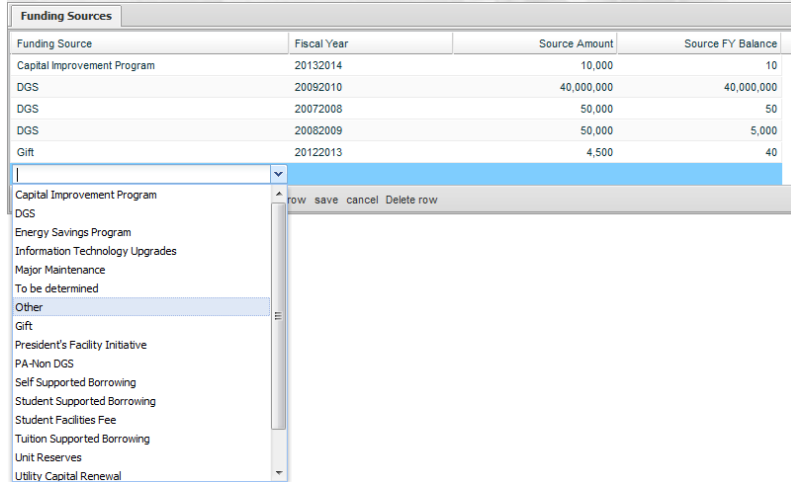 Funding Sources
Funding Source Fiscal Year Source Amount Source FY Balance
Capital Improvement Program 20132014 10,000 10
DGS 20092010 40,000,000 40,000,000
DGS 20072008 50,000 50
DGS 20082009 50,000 5,000
Gift 20122013 4,500 40
row save cancel Delete row
Capital Improvement Program
DGS
Energy Savings Program
Information Technology Upgrades
Major Maintenance
To be determined
Other
Gift
President's Facility Initiative
PA-Non DGS
Self Supported Borrowing
Student Supported Borrowing
Student Facilities Fee
Tuition Supported Borrowing
Unit Reserves
Utility Capital Renewal